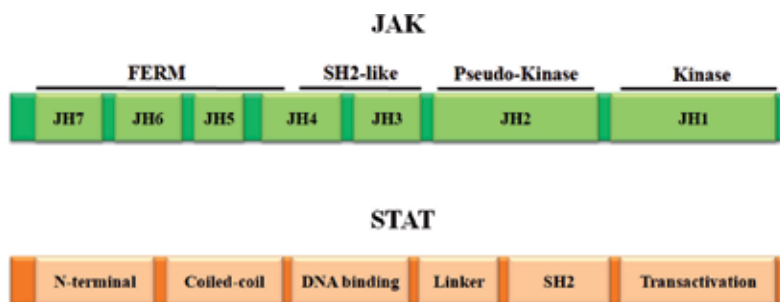 JAK
FERM SH2-like Pseudo-Kinase Kinase
JH7 JH6 JH5 JH4 JH3 JH2 JH1
STAT
N-terminal Coiled-coil DNA binding Linker SH2 Transactivation